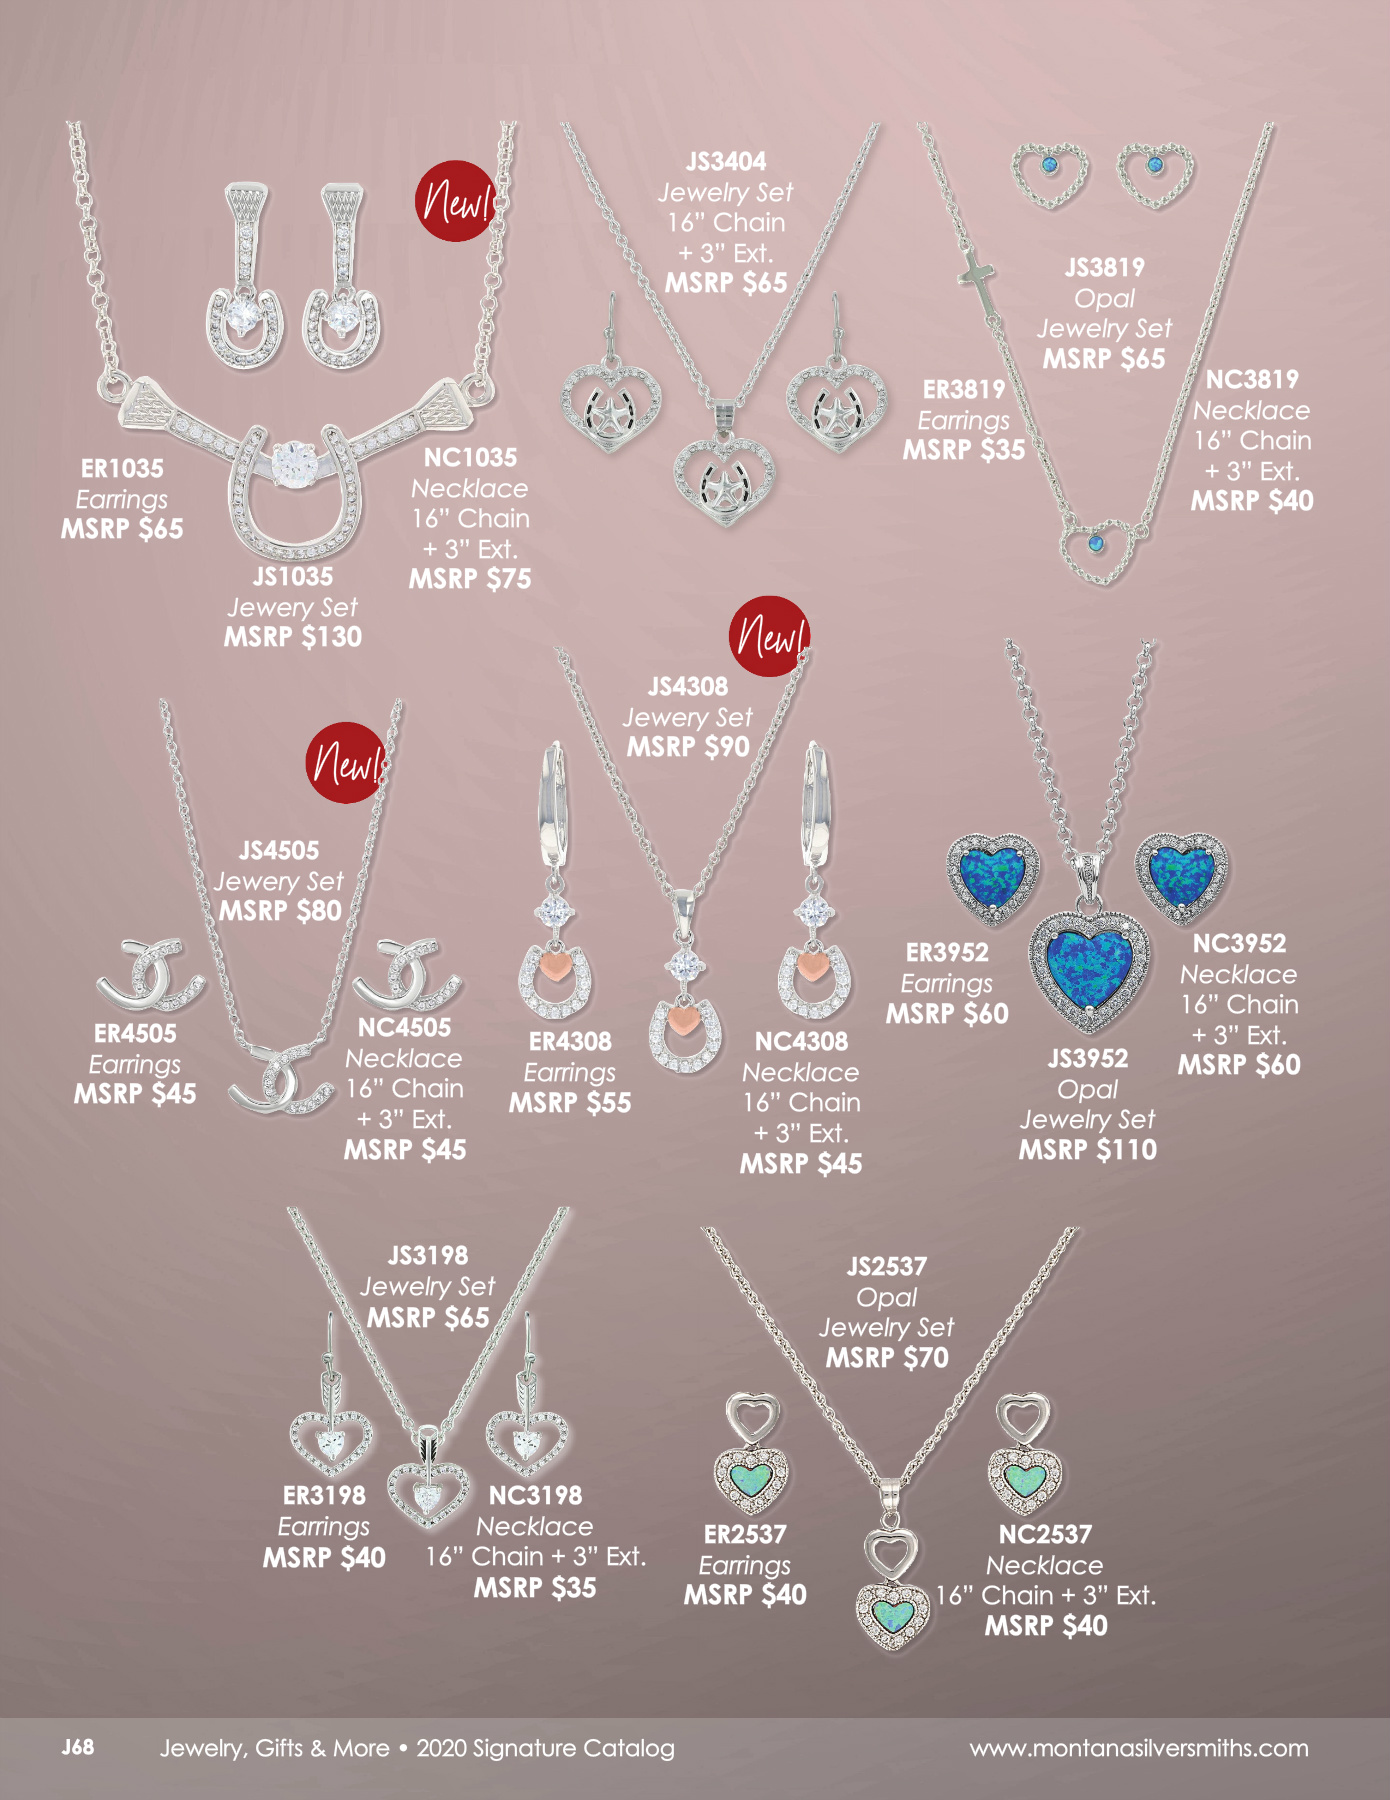 New!
ER1035
Earrings
MSRP $65
NC1035
Necklace
16” Chain
+ 3” Ext.
MSRP $75
JS1035
Jewery Set
MSRP $130
JS3404
Jewelry Set
16” Chain
+ 3” Ext.
MSRP $65
JS3819
Opal
Jewelry Set
MSRP $65
ER3819
Earrings
MSRP $35
NC3819
Necklace
16” Chain
+ 3” Ext.
MSRP $40
New!
JS4505
Jewery Set
MSRP $80
ER4505
Earrings
MSRP $45
NC4505
Necklace
16” Chain
+ 3” Ext.
MSRP $45
New!
JS4308
Jewery Set
MSRP $90
ER4308
Earrings
MSRP $55
NC4308
Necklace
16” Chain
+ 3” Ext.
MSRP $45
ER3952
Earrings
MSRP $60
NC3952
Necklace
16” Chain
+ 3” Ext.
MSRP $60
JS3952
Opal
Jewelry Set
MSRP $110
JS3198
Jewelry Set
MSRP $65
ER3198
Earrings
MSRP $40
NC3198
Necklace
16” Chain + 3” Ext.
MSRP $35
JS2537
Opal
Jewelry Set
MSRP $70
ER2537
Earrings
MSRP $40
NC2537
Necklace
16” Chain + 3” Ext.
MSRP $40
J68 Jewelry, Gifts & More • 2020 Signature Catalog www.montanasilversmiths.com